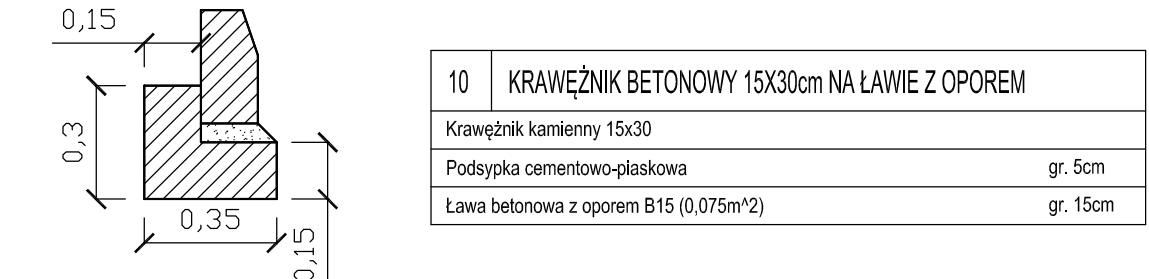 0,15
0,3
0,35
0,15
10 KRAWĘŻNIK BETONOWY 15X30cm NA ŁAWIE Z OPOREM
Krawężnik kamienny 15x30
Podsypka cementowo-piaskowa gr. 5cm
Ława betonowa z oporem B15 (0,075m^2) gr. 15cm